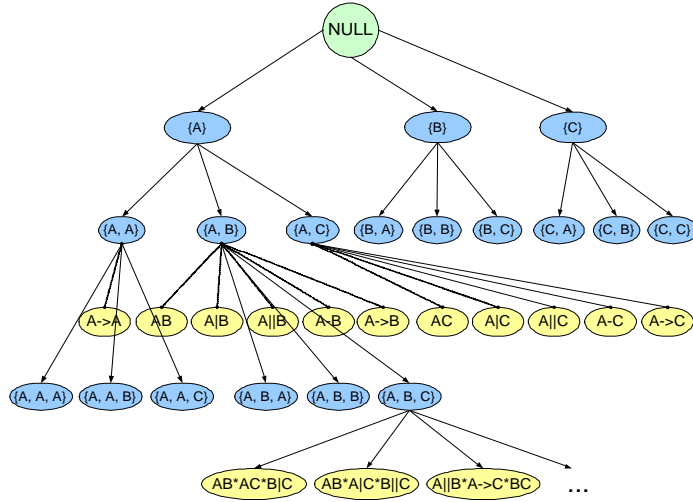 NULL
{A} {B} {C}
{A, A} {A, B} {A, C} {B, A} {B, B} {B, C} {C, A} {C, B} {C, C}
A->A AB A|B A||B A-B A->B AC A|C A||C A-C A->C
{A, A, A} {A, A, B} {A, A, C} {A, B, A} {A, B, B} {A, B, C}
AB*AC*B|C AB*A|C*B||C A||B*A->C*BC ...